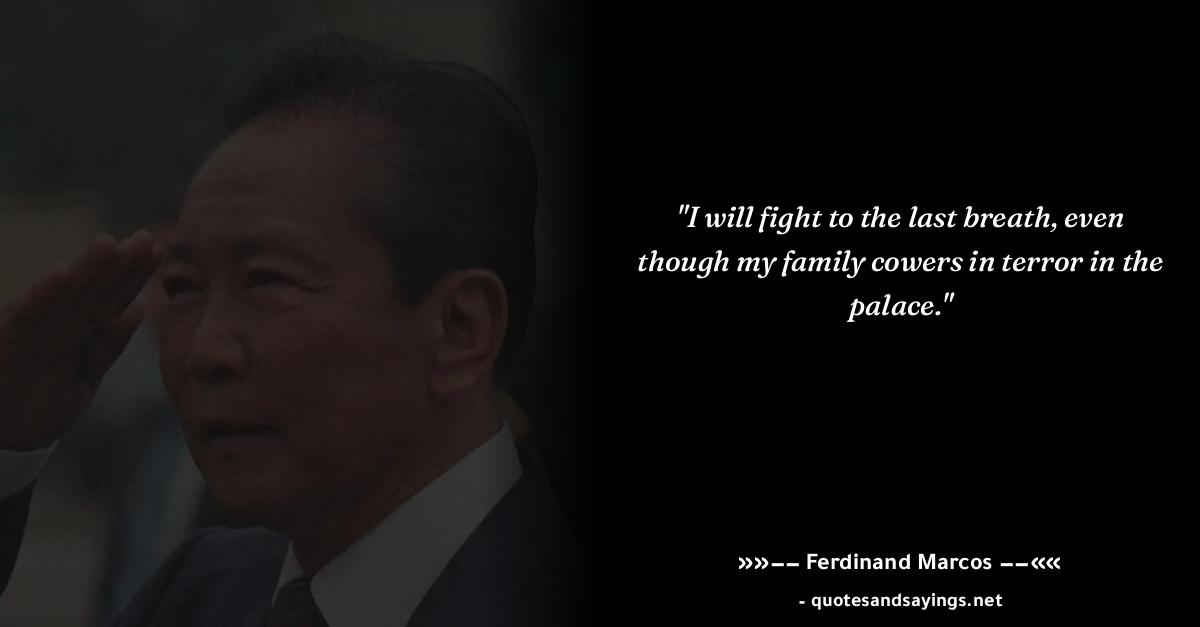 "I will fight to the last breath, even
though my family cowers in terror in the
palace."
»»–– Ferdinand Marcos ––««
- quotesandsayings.net